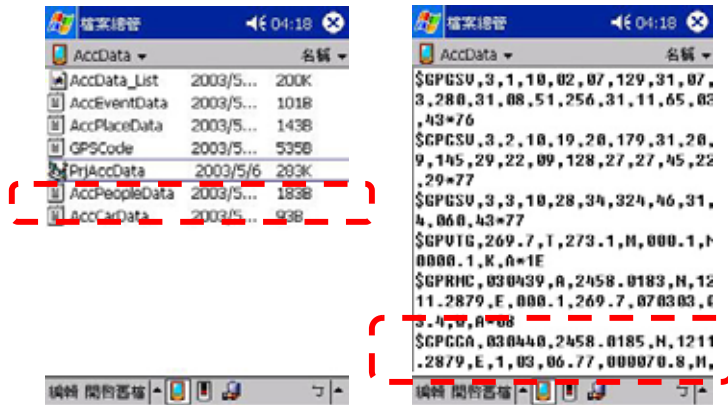 檔案總管 04:18
AccData 名稱
AccData_List 2003/5... 200K
AccEventData 2003/5... 101B
AccPlaceData 2003/5... 143B
GPSCode 2003/5... 535B
PrjAccData 2003/5/6 283K
AccPeopleData 2003/5... 183B
AccCarData 2003/5... 93B
編輯 開啓舊檔
檔案總管 04:18
AccData 名稱
$GPGSV,3,1,10,02,07,129,31,07,
3,280,31,08,51,256,31,11,65,03
,43*76
$GPGSV,3,2,10,19,20,179,31,20,
9,145,29,22,09,128,27,27,45,22
,29*77
$GPGSV,3,3,10,28,34,324,46,31,
4,060,43*77
$GPVTG,269.7,T,273.1,M,000.1,N
0000.1,K,A*1E
$GPRMC,030439,A,2458.0183,N,12
11.2879,E,000.1,269.7,070303,
3.4,W,A*08
$GPGGA,030440,2458.0185,N,1211
.2879,E,1,03,06.77,000070.8,M,
編輯 開啓舊檔